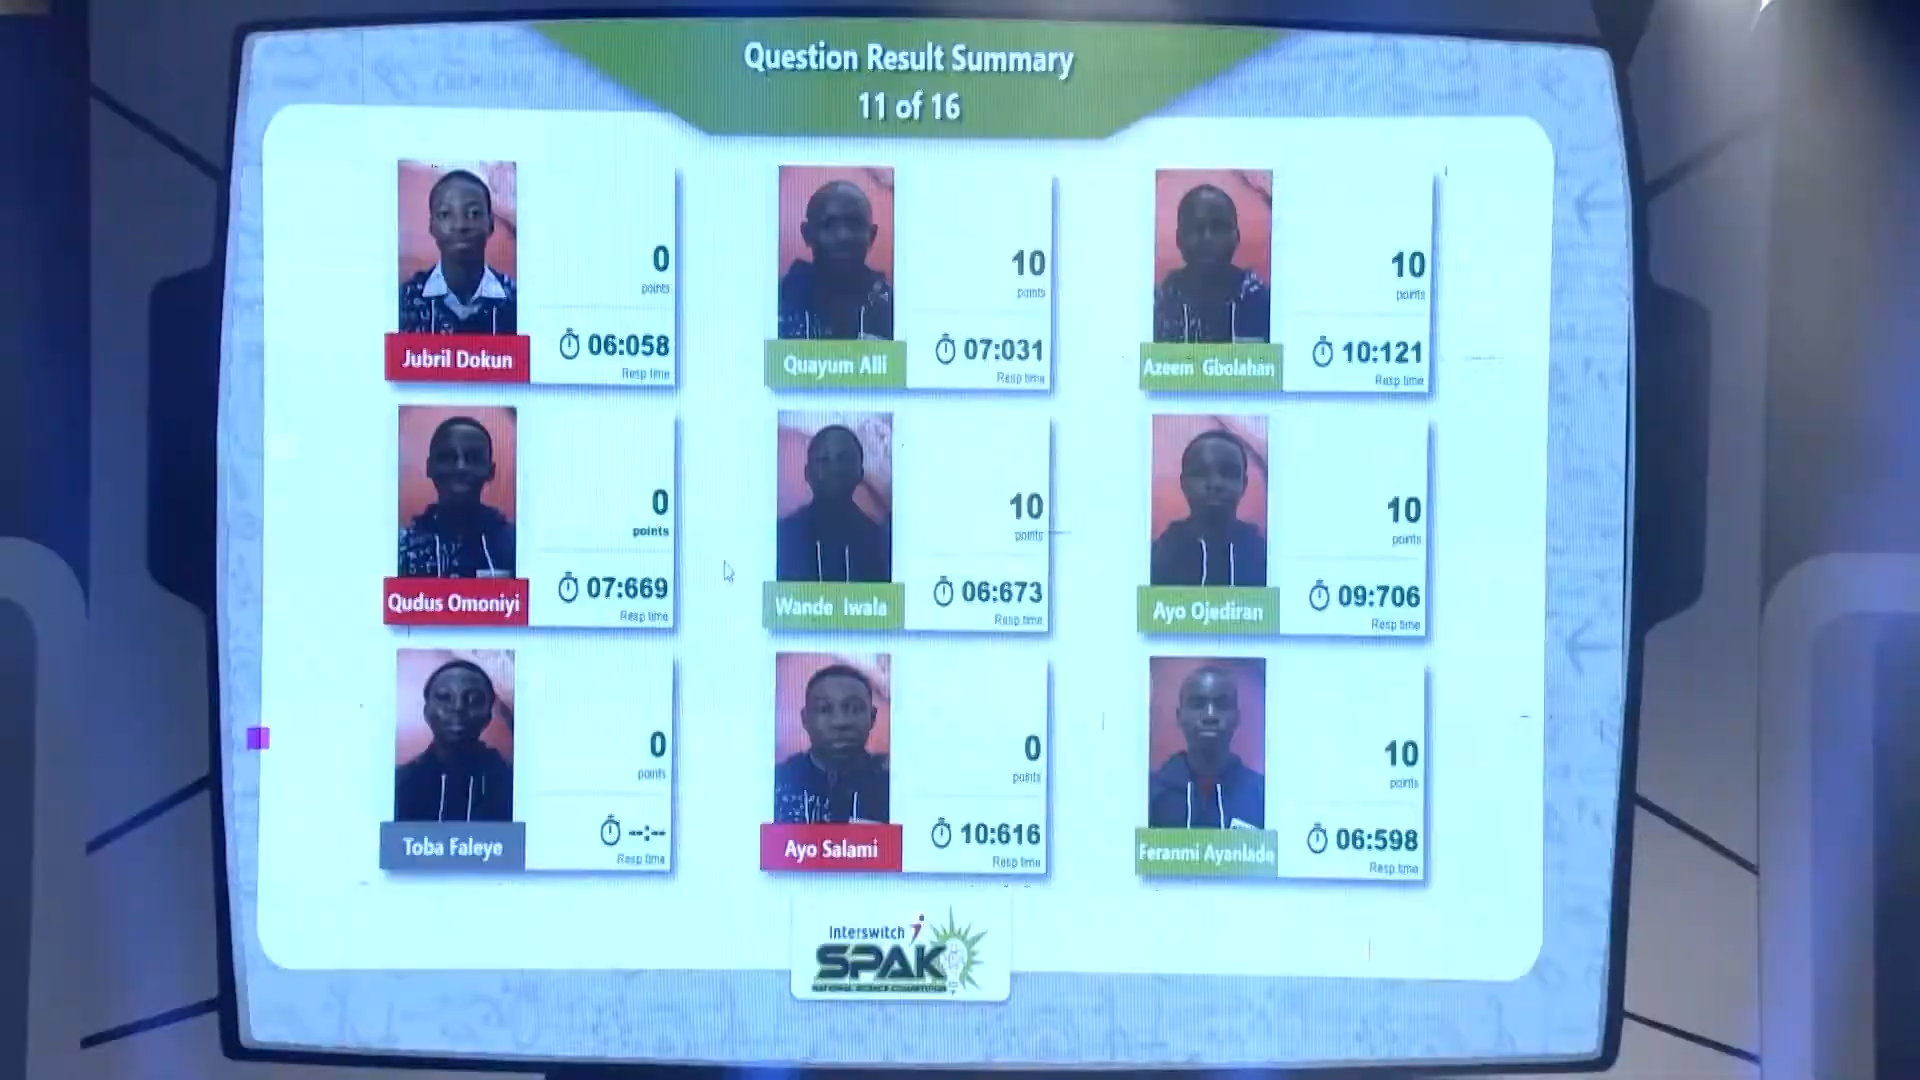 Question Result Summary
11 of 16
0
points
06:058
Resp time
Jubril Dokun
10
points
07:031
Resp time
Quayum Alli
10
points
10:121
Resp time
Azeem Gbolahan
0
points
07:669
Resp time
Qudus Omoniyi
10
points
06:673
Resp time
Wande Iwala
10
points
09:706
Resp time
Ayo Ojediran
0
points
--:--
Resp time
Toba Faleye
0
points
10:616
Resp time
Ayo Salami
10
points
06:598
Resp time
Feranmi Ayanlade
Interswitch
SPAK
NATIONAL SCIENCE COMPETITION